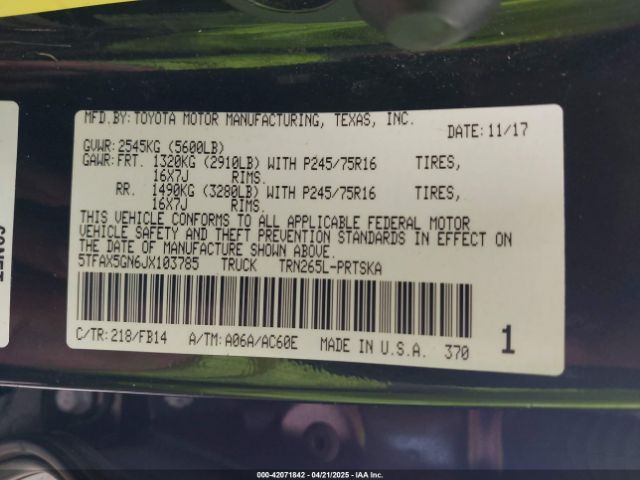 MFD.BY:TOYOTA MOTOR MANUFACTURING, TEXAS, INC.
DATE:11/17
GVWR:2545KG (5600LB)
GAWR:FRT. 1320KG (2910LB) WITH P245/75R16 TIRES,
16X7J RIMS.
RR. 1490KG (3280LB) WITH P245/75R16 TIRES,
16X7J RIMS.
THIS VEHICLE CONFORMS TO ALL APPLICABLE FEDERAL MOTOR
VEHICLE SAFETY AND THEFT PREVENTION STANDARDS IN EFFECT ON
THE DATE OF MANUFACTURE SHOWN ABOVE.
5TFAX5GN6JX103785 TRUCK TRN265L-PRTSKA
C/TR:218/FB14 A/TM:A06A/AC60E MADE IN U.S.A. 370 1
000-42071842 - 04/21/2025 - IAA Inc.